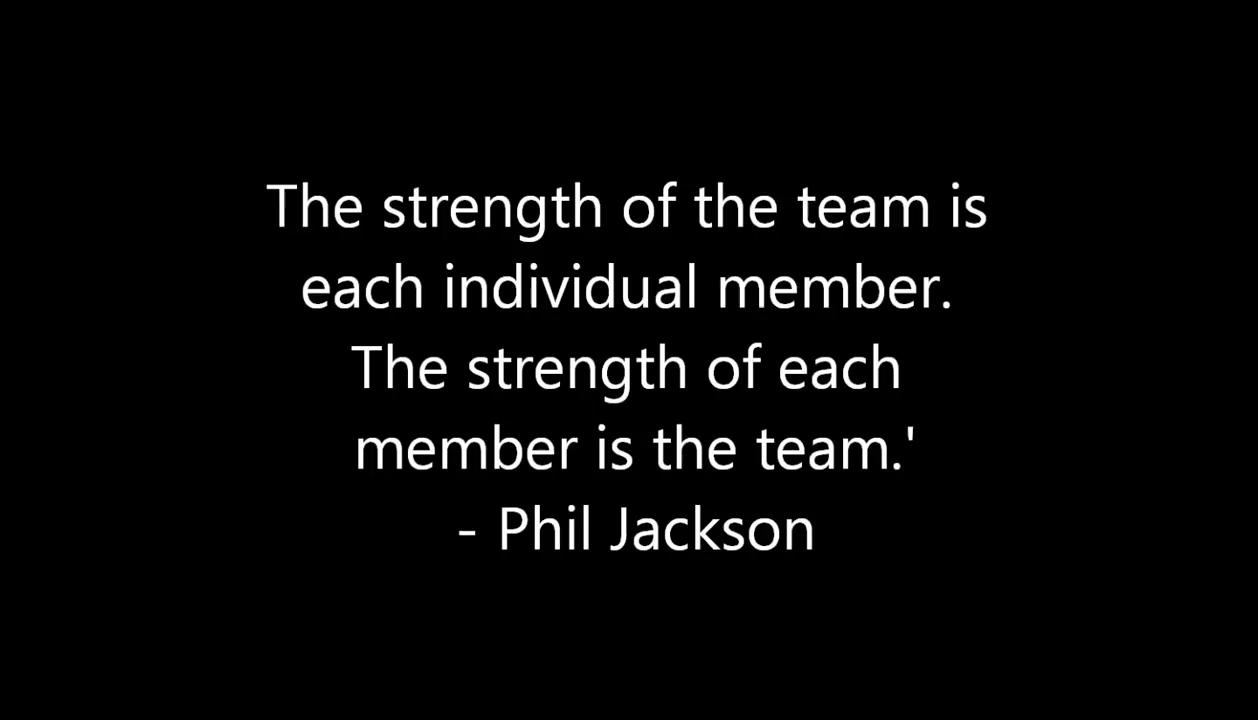 The strength of the team is
each individual member.
The strength of each
member is the team.'
- Phil Jackson